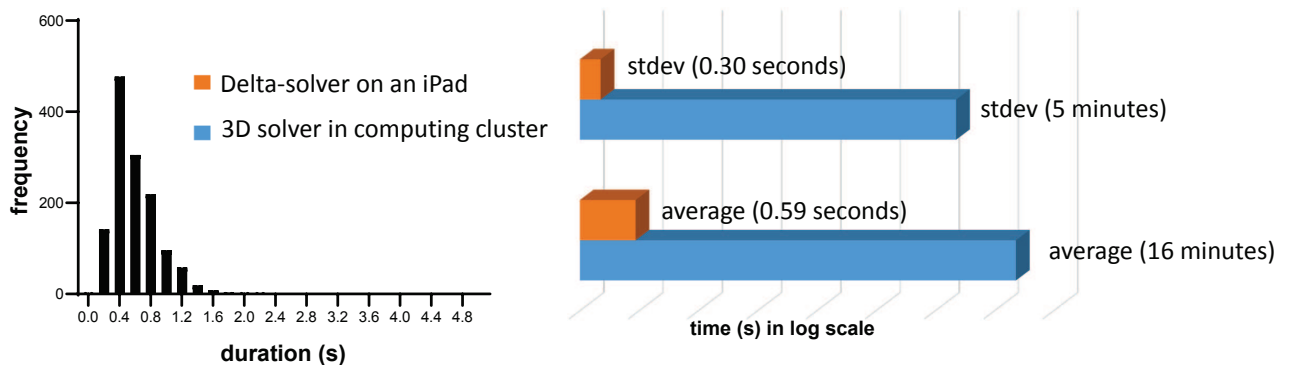 600
400
200
0
frequency
0.0 0.4 0.8 1.2 1.6 2.0 2.4 2.8 3.2 3.6 4.0 4.4 4.8
duration (s)
Delta-solver on an iPad
3D solver in computing cluster
stdev (0.30 seconds)
stdev (5 minutes)
average (0.59 seconds)
average (16 minutes)
time (s) in log scale